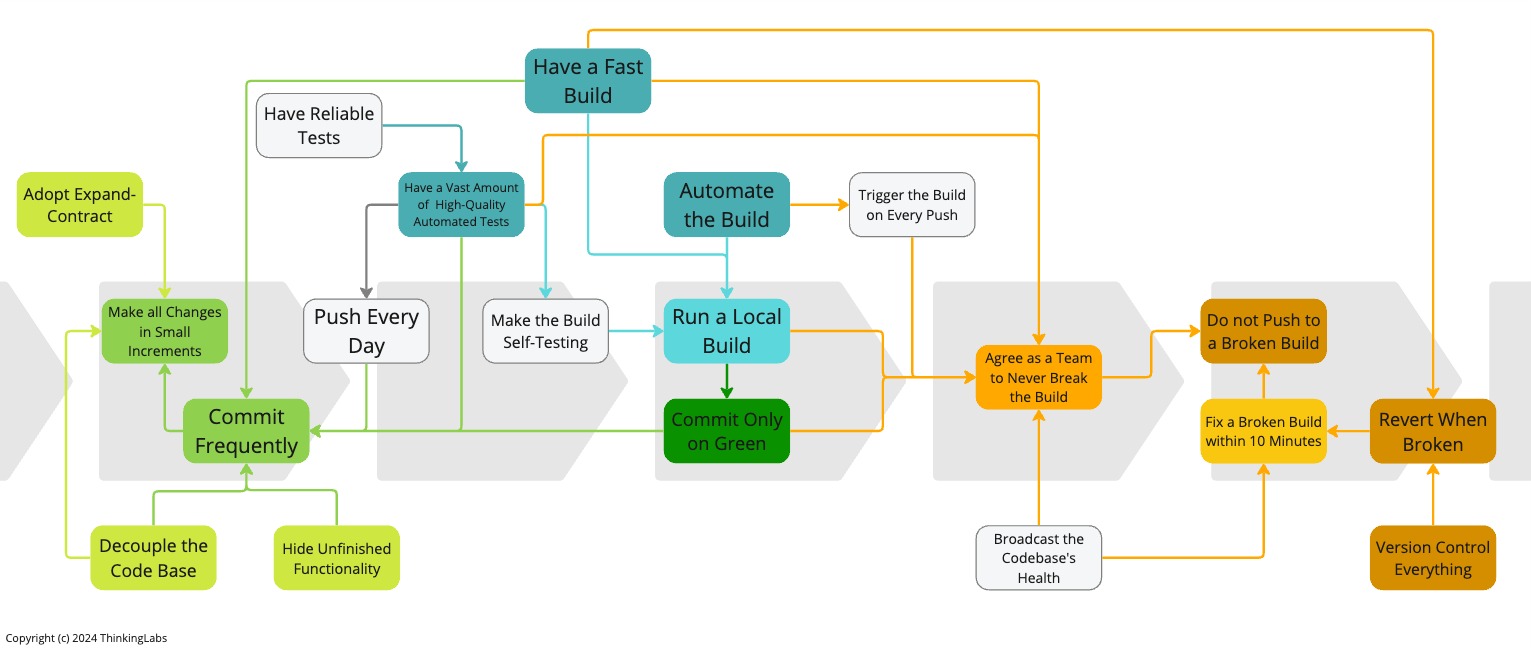 Have a Fast
Build
Have Reliable
Tests
Adopt Expand-
Contract
Have a Vast Amount
of High-Quality
Automated Tests
Automate
the Build
Trigger the Build
on Every Push
Make all Changes
in Small
Increments
Push Every
Day
Make the Build
Self-Testing
Run a Local
Build
Agree as a Team
to Never Break
the Build
Do not Push to
a Broken Build
Commit
Frequently
Commit Only
on Green
Fix a Broken Build
within 10 Minutes
Revert When
Broken
Decouple the
Code Base
Hide Unfinished
Functionality
Broadcast the
Codebase's
Health
Version Control
Everything
Copyright (c) 2024 ThinkingLabs